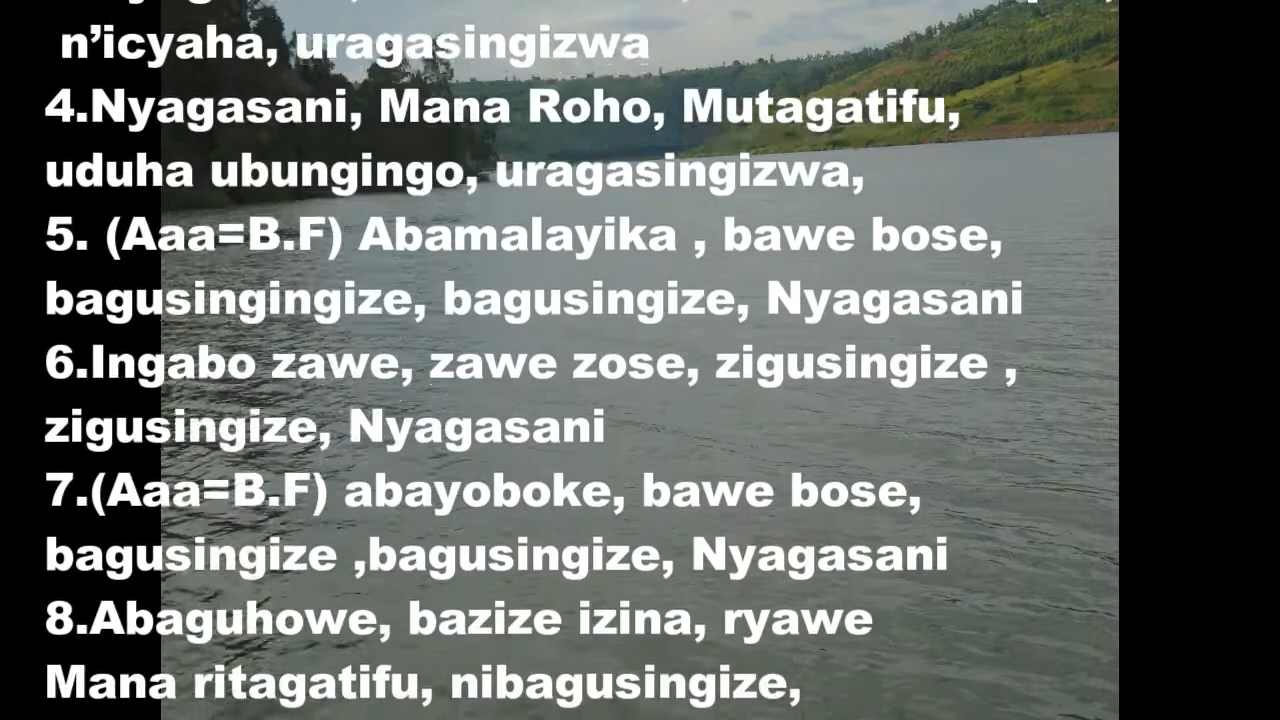 n’icyaha, uragasingizwa
4.Nyagasani, Mana Roho, Mutagatifu,
uduha ubungingo, uragasingizwa,
5. (Aaa=B.F) Abamalayika , bawe bose,
bagusingingize, bagusingize, Nyagasani
6.Ingabo zawe, zawe zose, zigusingize ,
zigusingize, Nyagasani
7.(Aaa=B.F) abayoboke, bawe bose,
bagusingize ,bagusingize, Nyagasani
8.Abaguhowe, bazize izina, ryawe
Mana ritagatifu, nibagusingize,